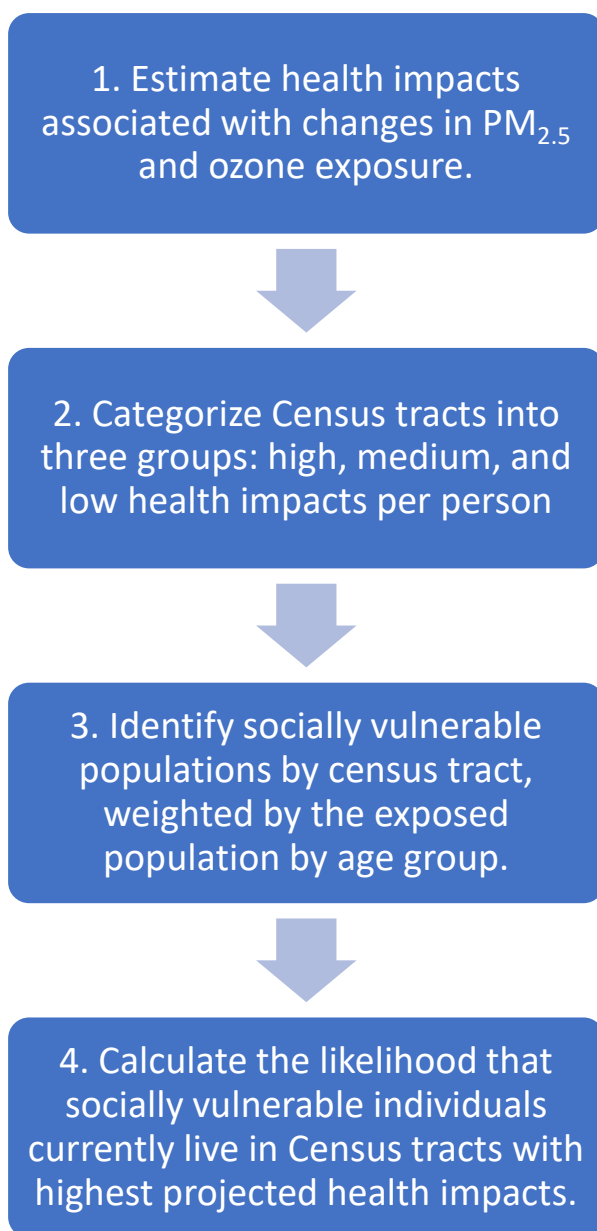 1. Estimate health impacts
associated with changes in PM₂.₅
and ozone exposure.
2. Categorize Census tracts into
three groups: high, medium, and
low health impacts per person
3. Identify socially vulnerable
populations by census tract,
weighted by the exposed
population by age group.
4. Calculate the likelihood that
socially vulnerable individuals
currently live in Census tracts with
highest projected health impacts.